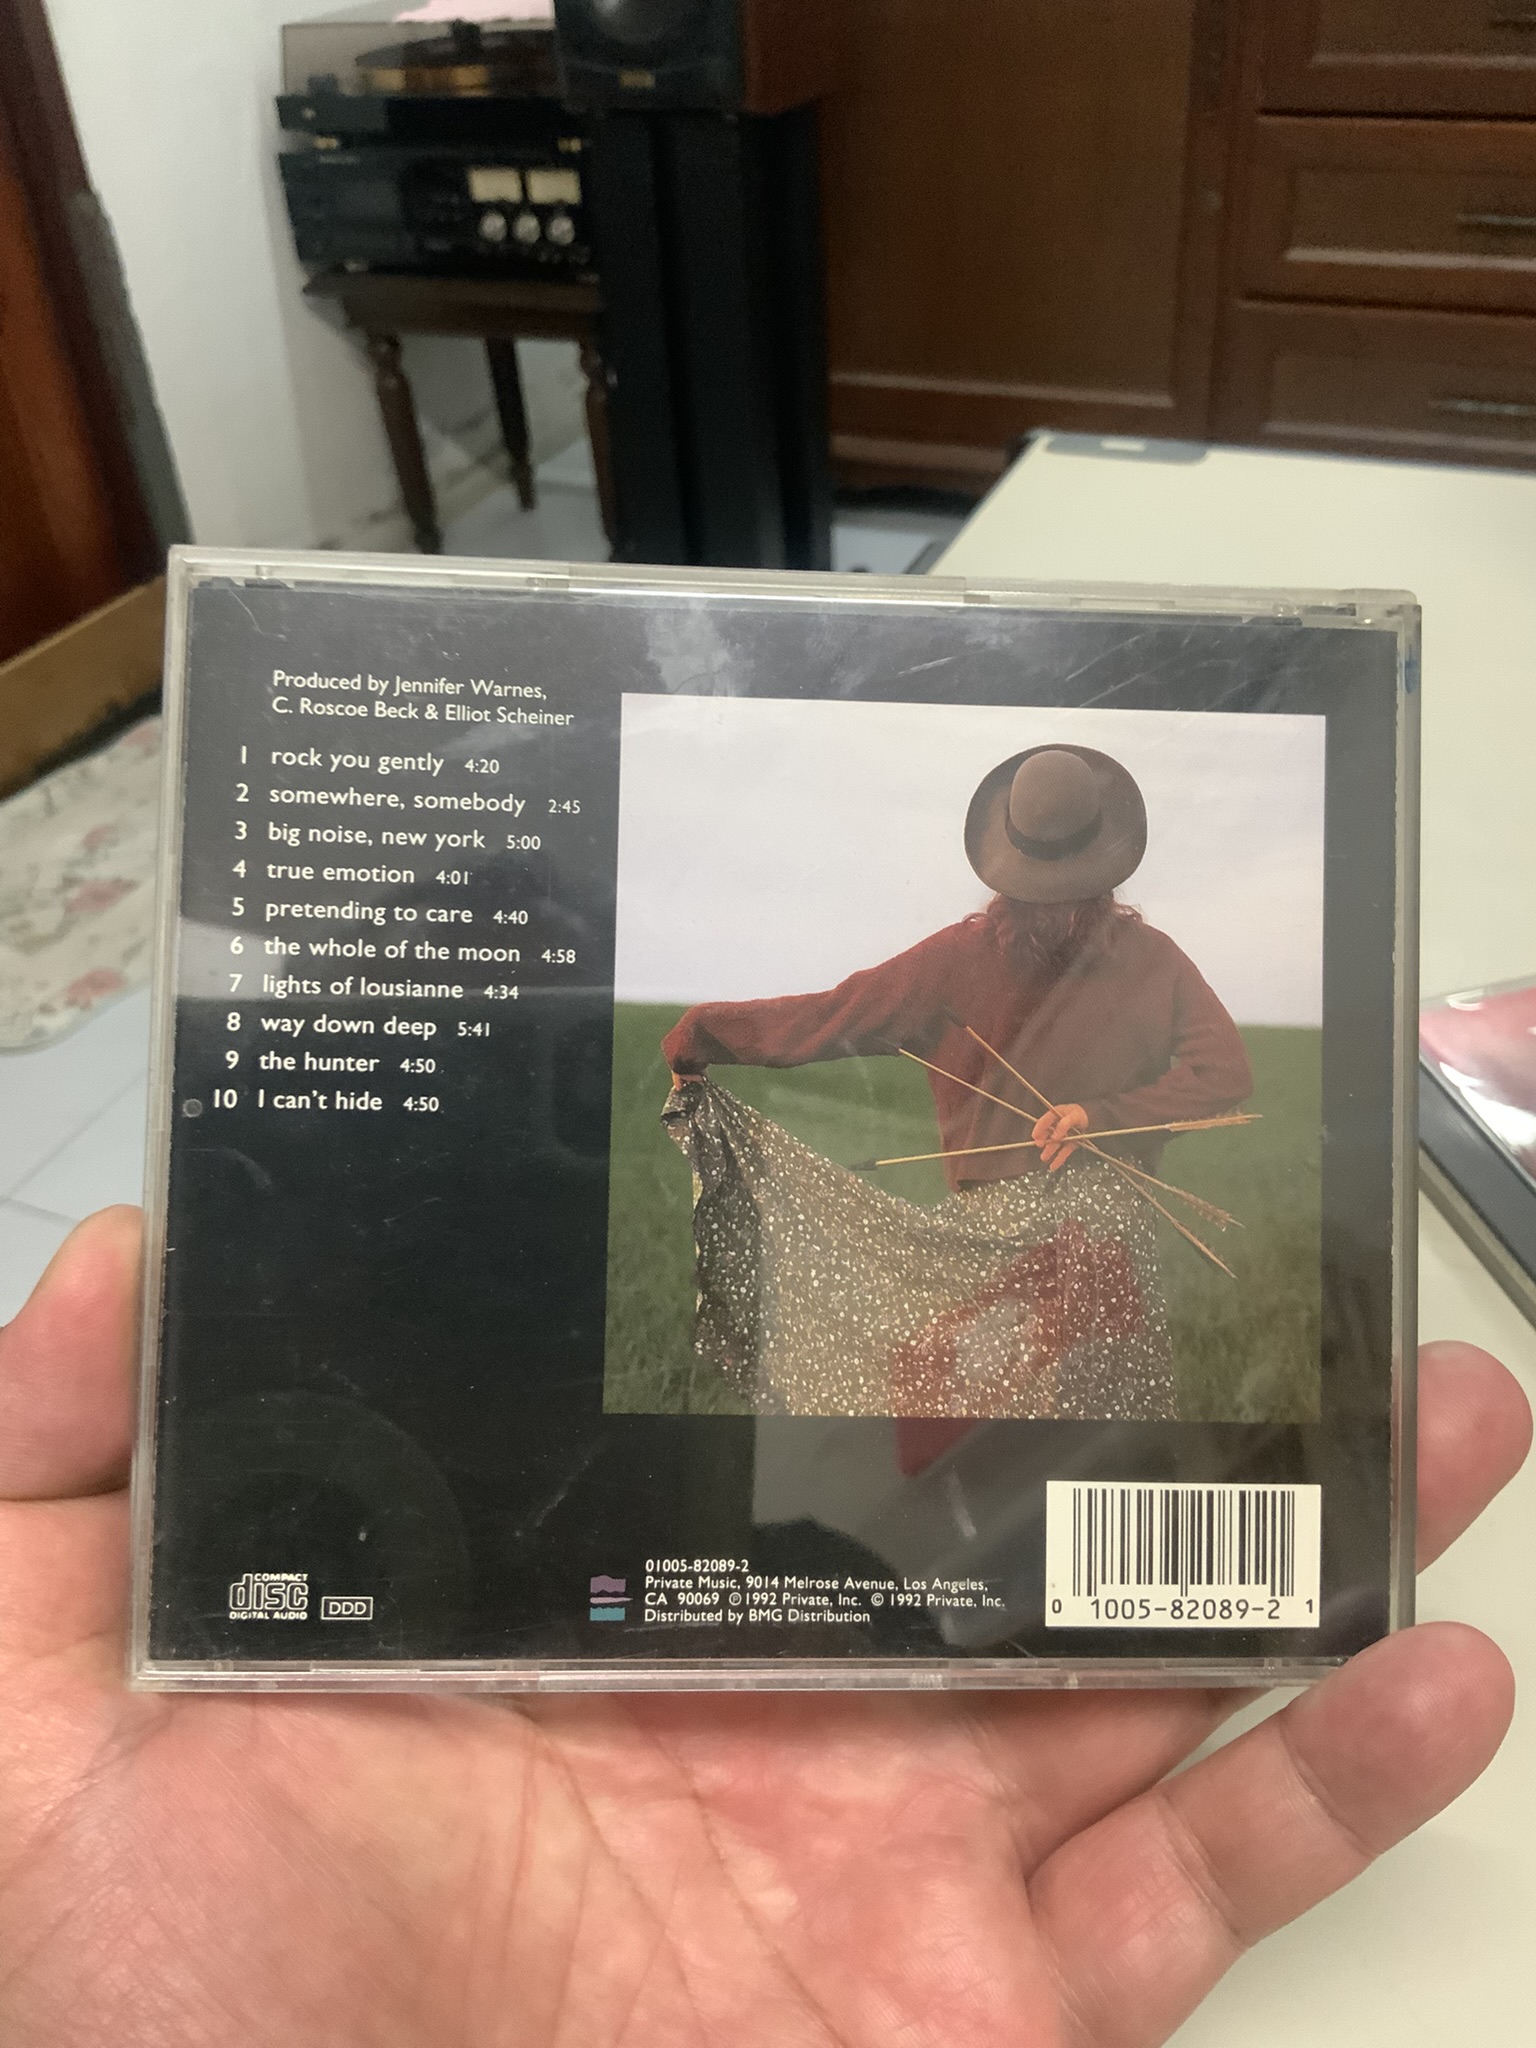 Produced by Jennifer Warnes,
C. Roscoe Beck & Elliot Scheiner
1 rock you gently 4:20
2 somewhere, somebody 2:45
3 big noise, new york 5:00
4 true emotion 4:01
5 pretending to care 4:40
6 the whole of the moon 4:58
7 lights of lousianne 4:34
8 way down deep 5:41
9 the hunter 4:50
10 I can't hide 4:50
COMPACT
disc
DIGITAL AUDIO
DDD
01005-82089-2
Private Music, 9014 Melrose Avenue, Los Angeles,
CA 90069 ℗1992 Private, Inc. © 1992 Private, Inc.
Distributed by BMG Distribution
0 1005-82089-2 1